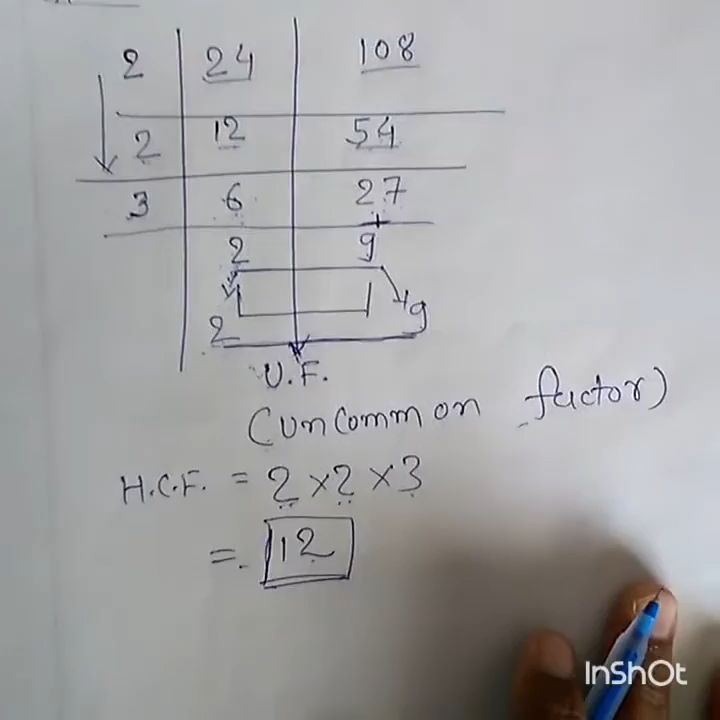 2 24 108
2 12 54
3 6 27
2 9
2 9
U.F.
(Uncommon factor)
H.C.F. = 2 × 2 × 3
= 12
InShOt